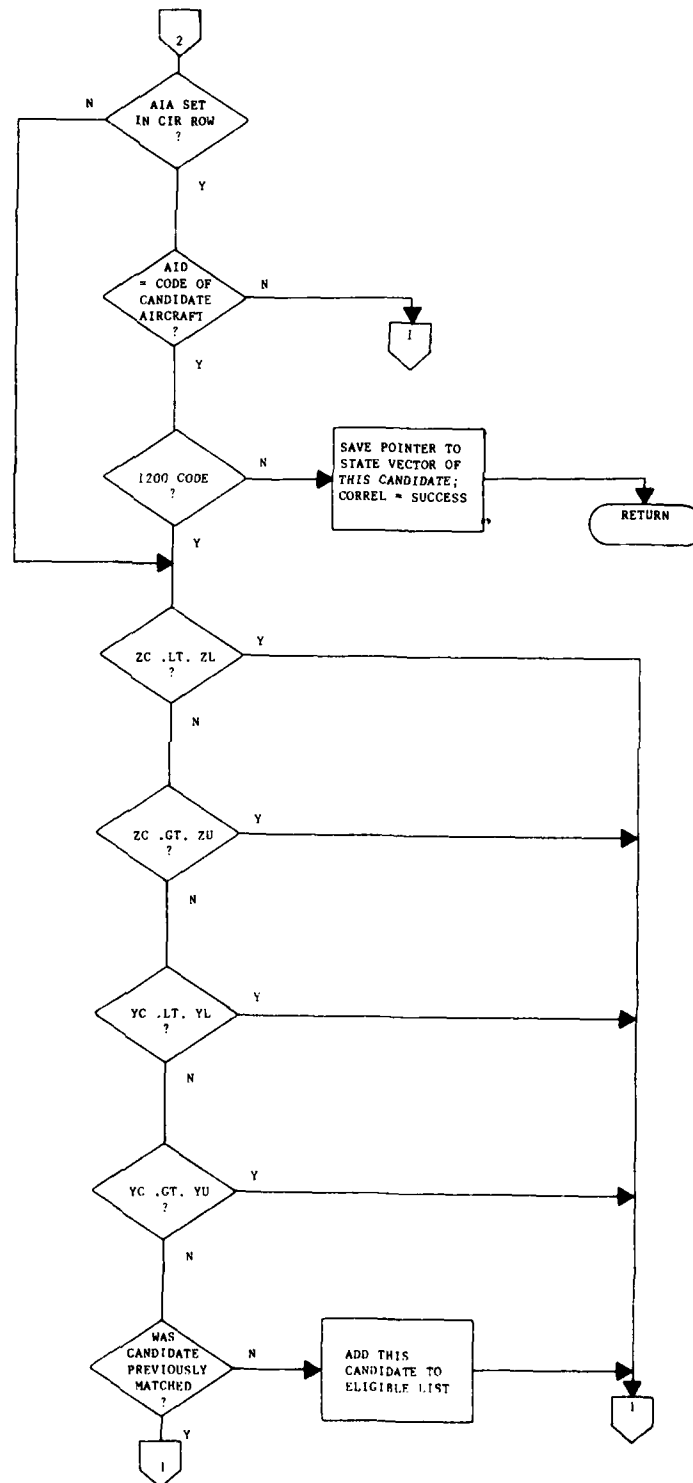 2
N
AIA SET
IN CIR ROW
?
Y
AID
= CODE OF
CANDIDATE
AIRCRAFT
?
N
1
Y
1200 CODE
?
N
SAVE POINTER TO
STATE VECTOR OF
THIS CANDIDATE;
CORREL = SUCCESS
RETURN
Y
ZC .LT. ZL
?
Y
N
ZC .GT. ZU
?
Y
N
YC .LT. YL
?
Y
N
YC .GT. YU
?
Y
N
WAS
CANDIDATE
PREVIOUSLY
MATCHED
?
N
ADD THIS
CANDIDATE TO
ELIGIBLE LIST
1
Y
1